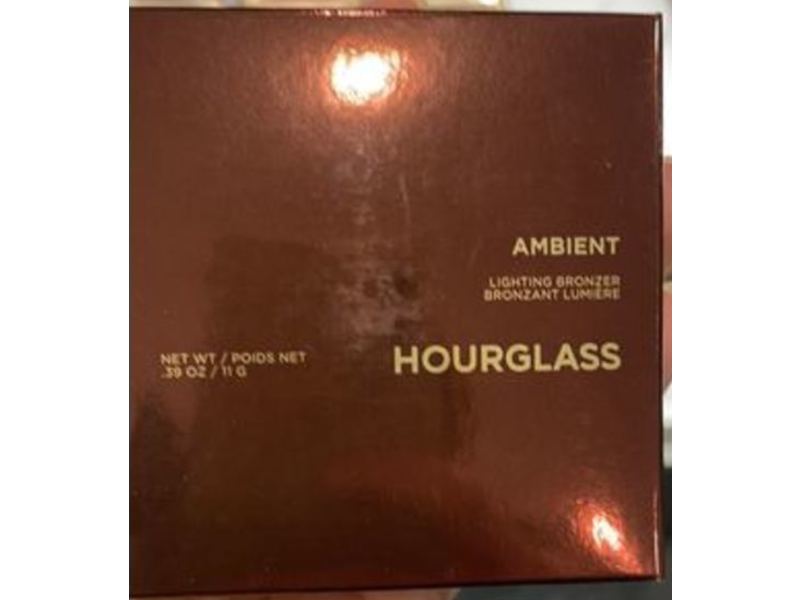 AMBIENT
LIGHTING BRONZER
BRONZANT LUMIÈRE
HOURGLASS
NET WT / POIDS NET
.39 OZ / 11 G